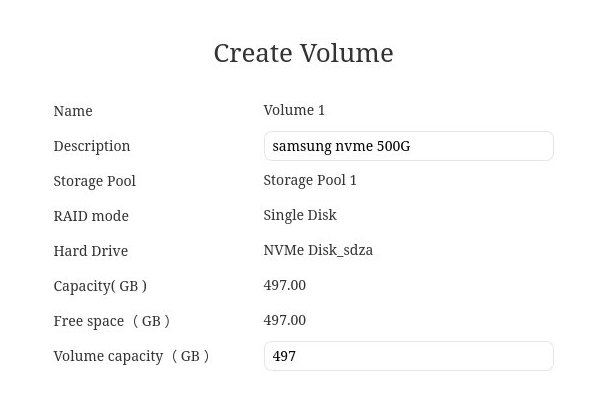 Create Volume
Name Volume 1
Description samsung nvme 500G
Storage Pool Storage Pool 1
RAID mode Single Disk
Hard Drive NVMe Disk_sdza
Capacity( GB ) 497.00
Free space（ GB ） 497.00
Volume capacity（ GB ） 497